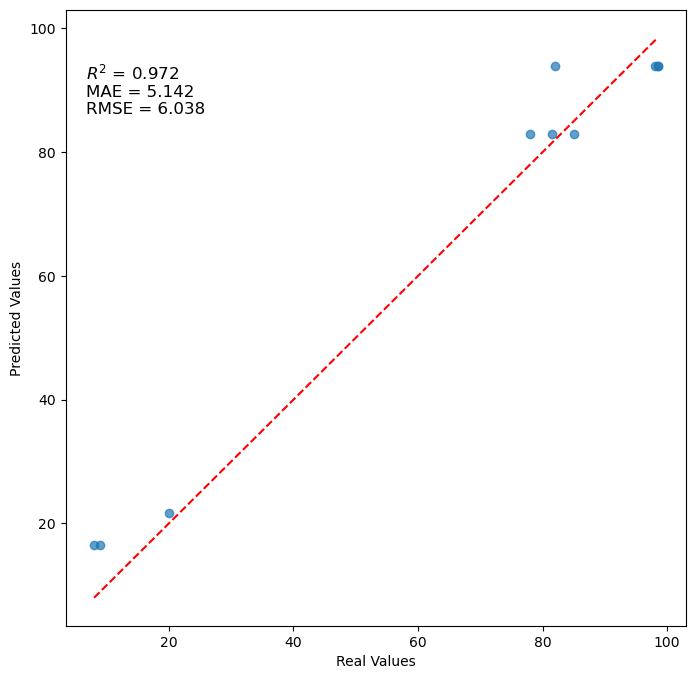 100
80
60
40
20
R² = 0.972
MAE = 5.142
RMSE = 6.038
Predicted Values
20
40
60
80
100
Real Values